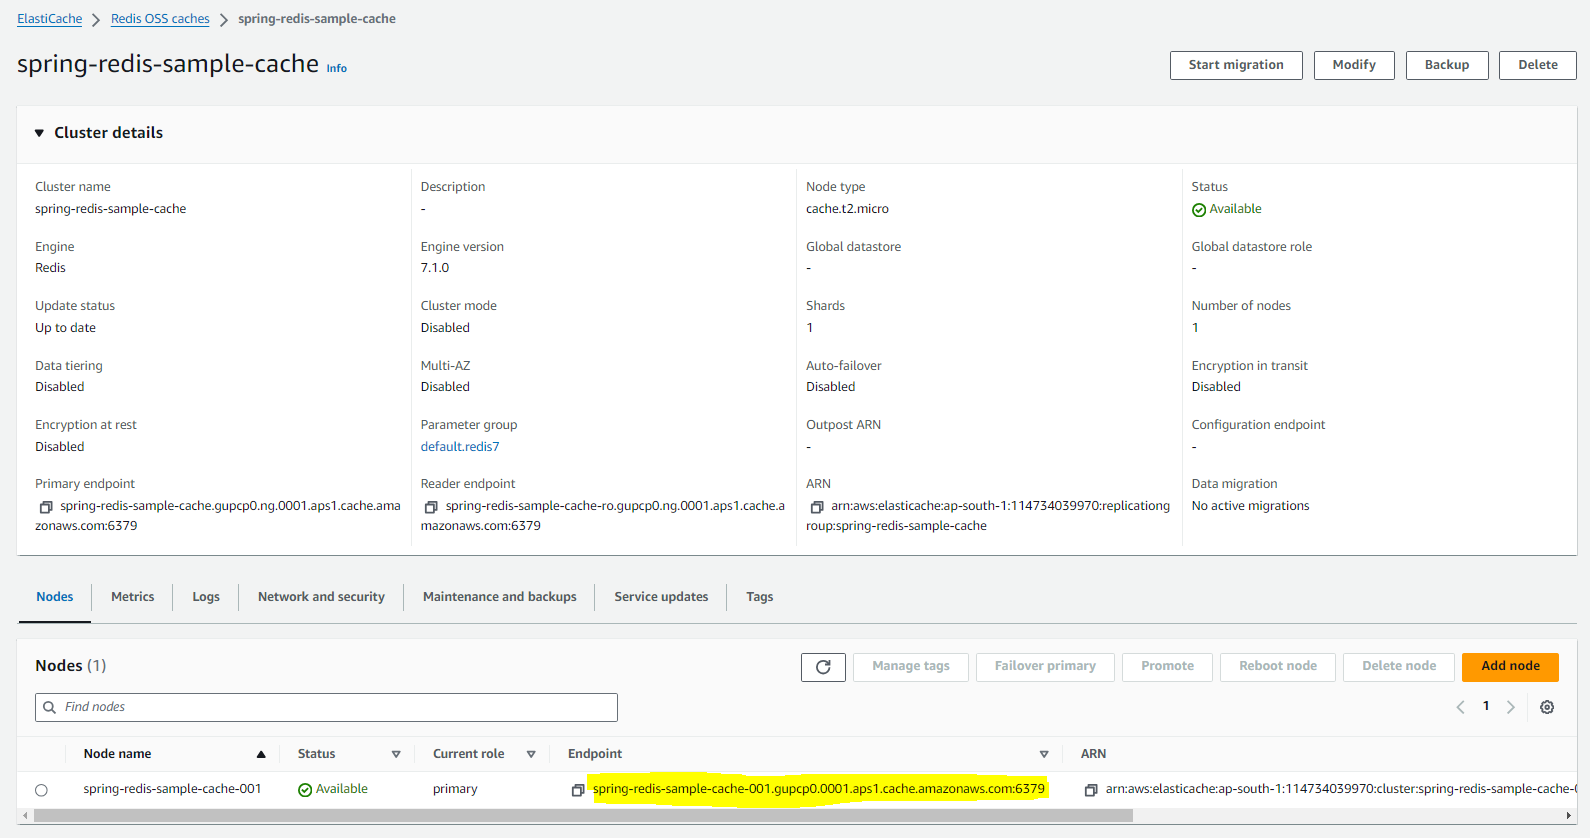 ElastiCache > Redis OSS caches > spring-redis-sample-cache
spring-redis-sample-cache Info
Start migration
Modify
Backup
Delete
Cluster details
Cluster name
spring-redis-sample-cache
Description
-
Node type
cache.t2.micro
Status
Available
Engine
Redis
Engine version
7.1.0
Global datastore
-
Global datastore role
-
Update status
Up to date
Cluster mode
Disabled
Shards
1
Number of nodes
1
Data tiering
Disabled
Multi-AZ
Disabled
Auto-failover
Disabled
Encryption in transit
Disabled
Encryption at rest
Disabled
Parameter group
default.redis7
Outpost ARN
-
Configuration endpoint
-
Primary endpoint
spring-redis-sample-cache.gupcp0.ng.0001.aps1.cache.ama
zonaws.com:6379
Reader endpoint
spring-redis-sample-cache-ro.gupcp0.ng.0001.aps1.cache.a
mazonaws.com:6379
ARN
arn:aws:elasticache:ap-south-1:114734039970:replicationg
roup:spring-redis-sample-cache
Data migration
No active migrations
Nodes
Metrics
Logs
Network and security
Maintenance and backups
Service updates
Tags
Nodes (1)
Manage tags
Failover primary
Promote
Reboot node
Delete node
Add node
Find nodes
1
Node name
Status
Current role
Endpoint
ARN
spring-redis-sample-cache-001
Available
primary
spring-redis-sample-cache-001.gupcp0.0001.aps1.cache.amazonaws.com:6379
arn:aws:elasticache:ap-south-1:114734039970:cluster:spring-redis-sample-cache-